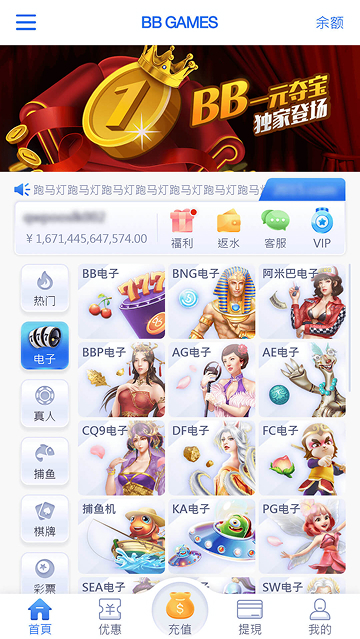 BB GAMES
余额
1
BB一元夺宝
独家登场
跑马灯跑马灯跑马灯跑马灯跑马灯跑马灯跑马
¥ 1,671,445,647,574.00
福利
返水
客服
VIP
热门
电子
真人
捕鱼
棋牌
彩票
BB电子
BNG电子
阿米巴电子
BBP电子
AG电子
AE电子
CQ9电子
DF电子
FC电子
捕鱼机
KA电子
PG电子
SEA电子
SW电子
首頁
优惠
充值
提現
我的